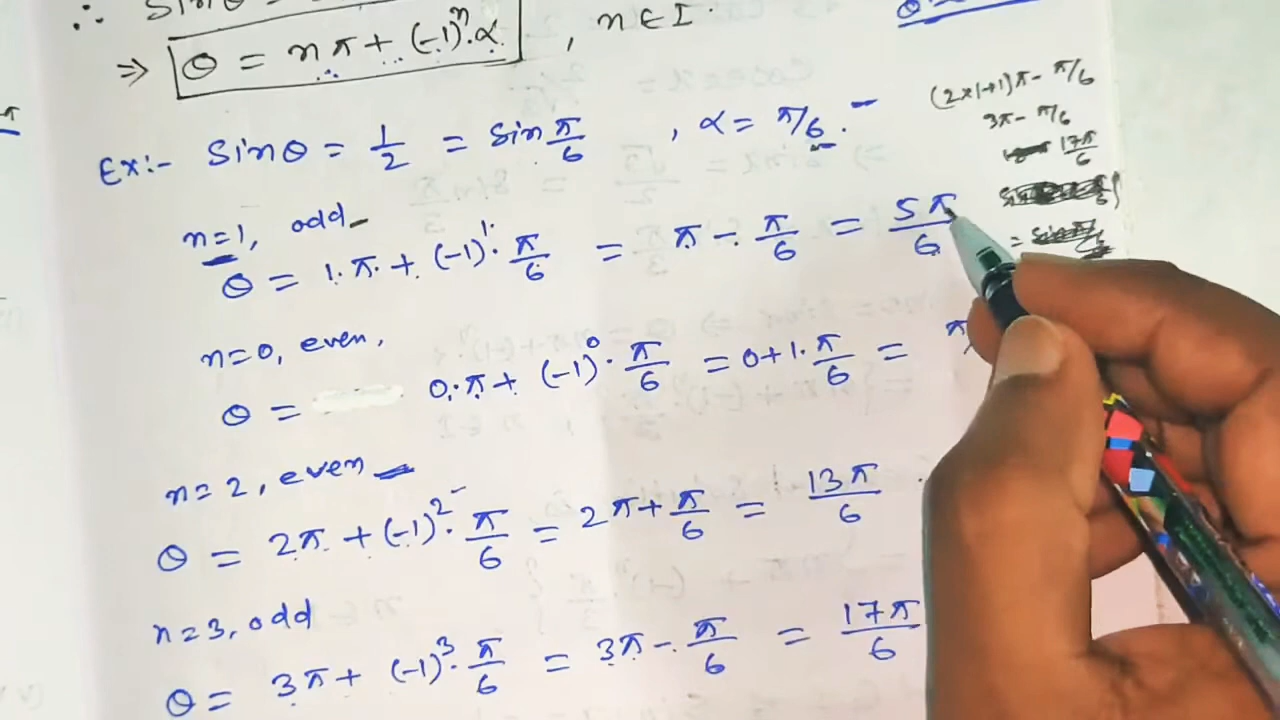 ∴ Sinθ =
⇒ θ = nπ + (-1)ⁿ·α , n ∈ I.
Ex:- Sinθ = 1/2 = Sin π/6 , α = π/6.
(2×1+1)π - π/6
3π - π/6
17π/6
n=1, odd
θ = 1.π + (-1)¹· π/6 = π - π/6 = 5π/6
n=0, even,
θ = 0.π + (-1)⁰· π/6 = 0+1. π/6 = π/
n=2, even
θ = 2π + (-1)²· π/6 = 2π + π/6 = 13π/6
n=3, odd
θ = 3π + (-1)³· π/6 = 3π - π/6 = 17π/6